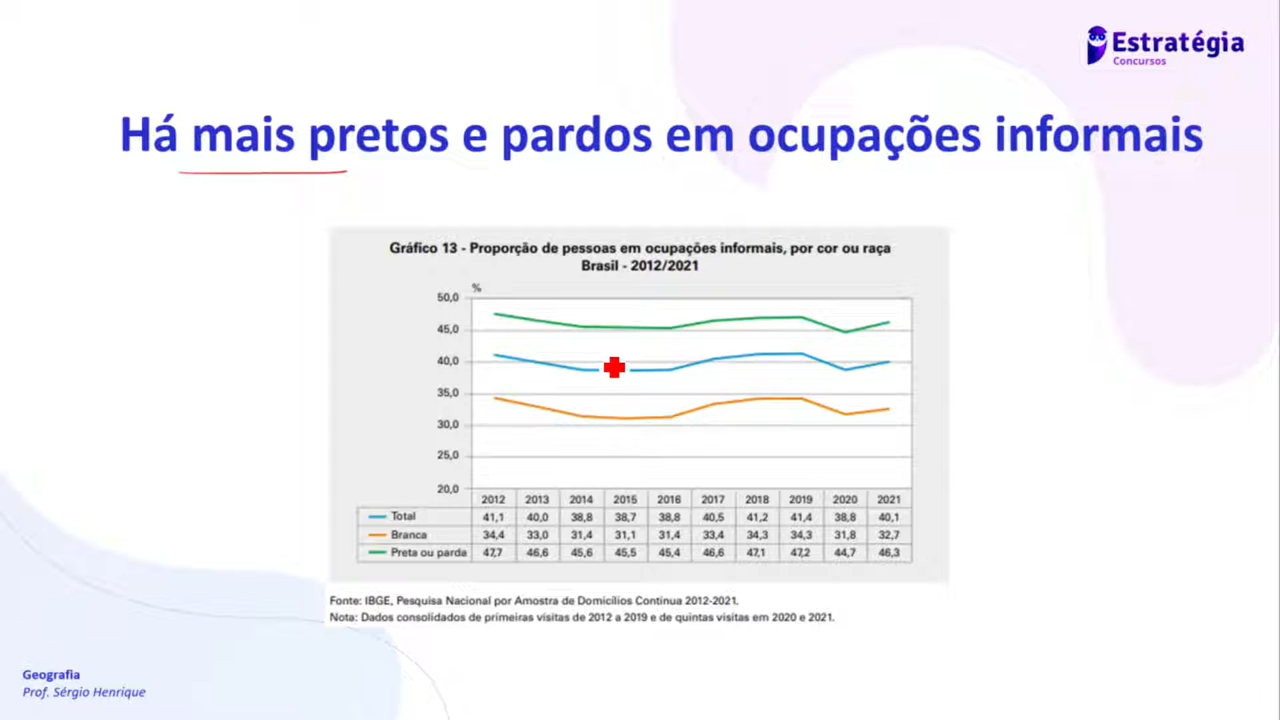 Estratégia
Concursos
Há mais pretos e pardos em ocupações informais
Gráfico 13 - Proporção de pessoas em ocupações informais, por cor ou raça
Brasil - 2012/2021
%
50,0
45,0
40,0
35,0
30,0
25,0
20,0
2012 2013 2014 2015 2016 2017 2018 2019 2020 2021
Total 41,1 40,0 38,8 38,7 38,8 40,5 41,2 41,4 38,8 40,1
Branca 34,4 33,0 31,4 31,1 31,4 33,4 34,3 34,3 31,8 32,7
Preta ou parda 47,7 46,6 45,6 45,5 45,4 46,6 47,1 47,2 44,7 46,3
Fonte: IBGE, Pesquisa Nacional por Amostra de Domicílios Contínua 2012-2021.
Nota: Dados consolidados de primeiras visitas de 2012 a 2019 e de quintas visitas em 2020 e 2021.
Geografia
Prof. Sérgio Henrique